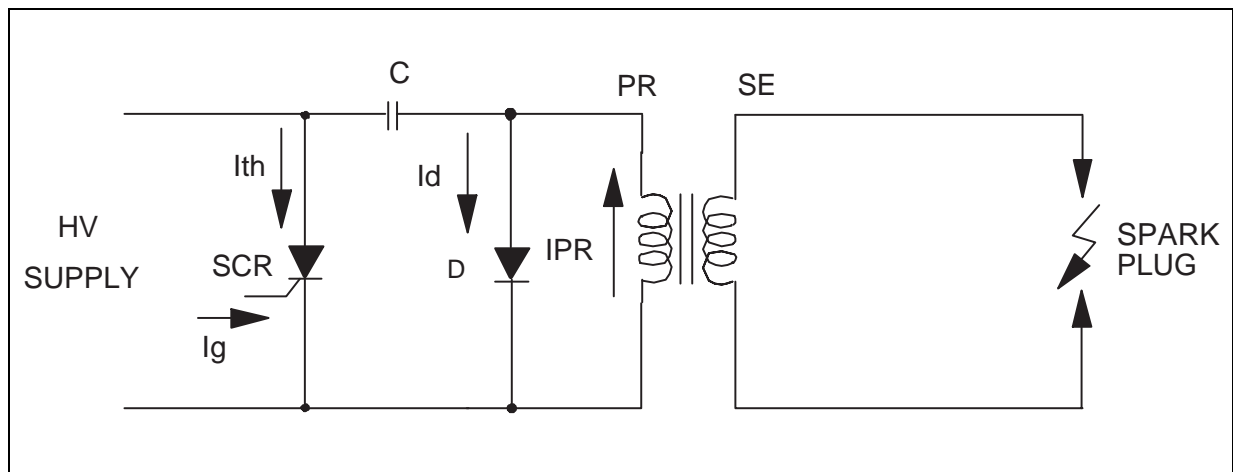 C
PR
SE
Ith
Id
HV
SUPPLY
SCR
D
IPR
SPARK
PLUG
Ig